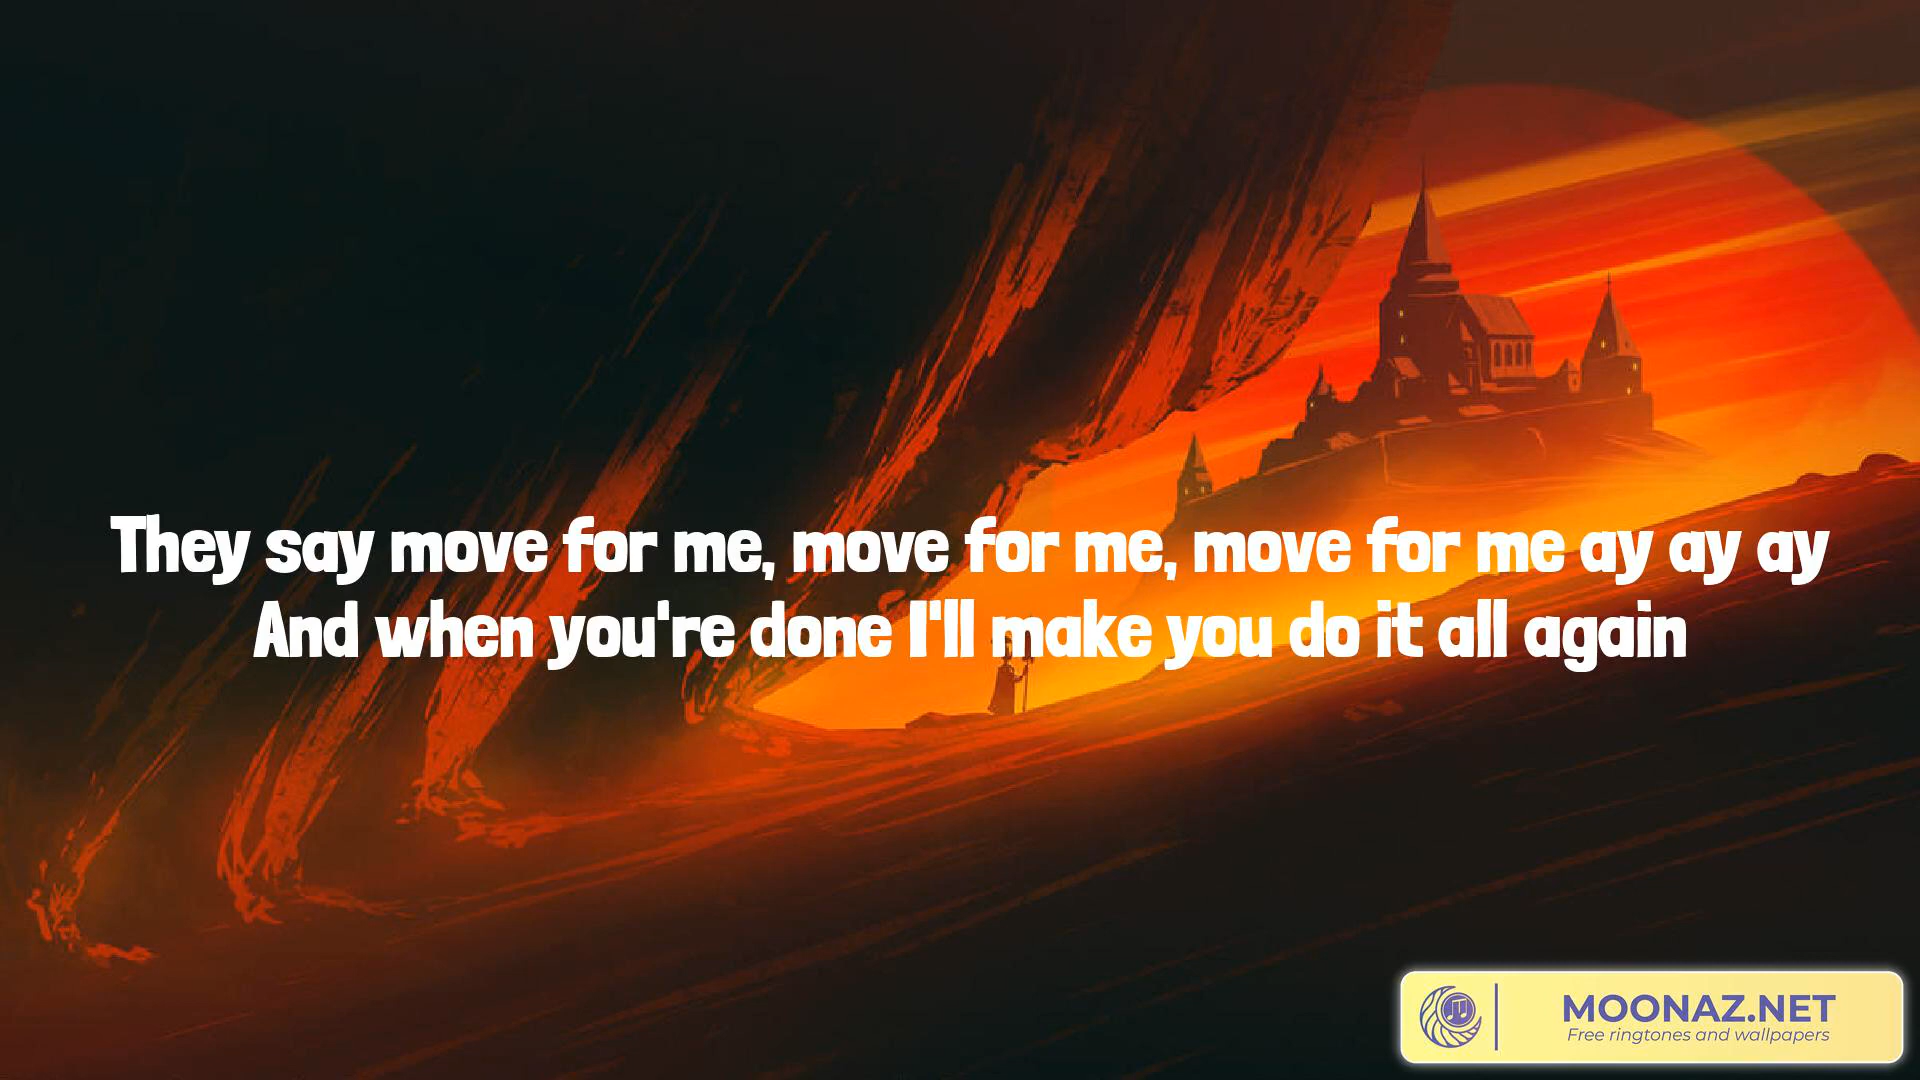 They say move for me, move for me, move for me ay ay ay
And when you're done I'll make you do it all again
MOONAZ.NET
Free ringtones and wallpapers